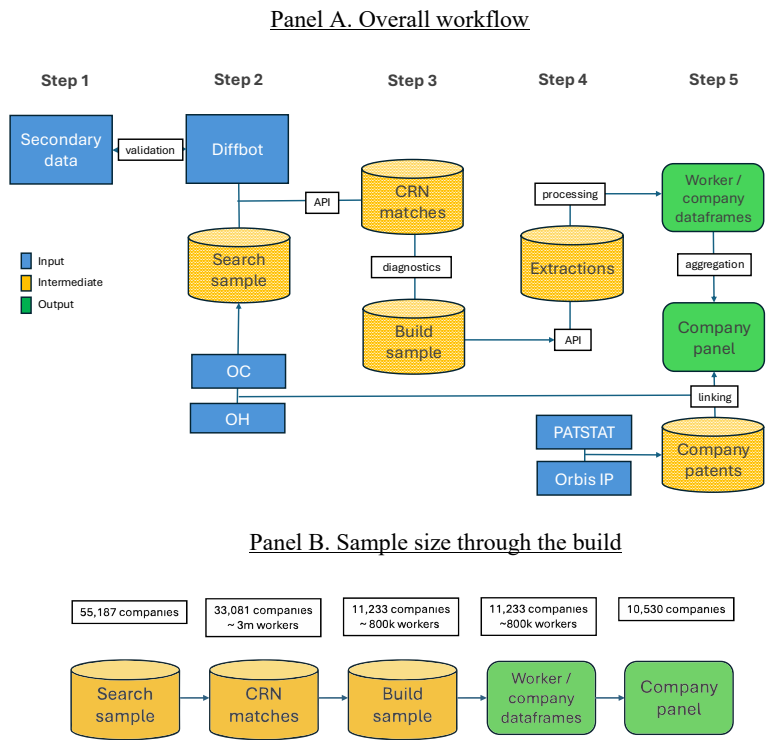 Panel A. Overall workflow
Step 1
Step 2
Step 3
Step 4
Step 5
Secondary
data
validation
Diffbot
API
CRN
matches
processing
Worker /
company
dataframes
Search
sample
diagnostics
Extractions
aggregation
Input
Intermediate
Output
Build
sample
API
Company
panel
OC
OH
linking
PATSTAT
Orbis IP
Company
patents
Panel B. Sample size through the build
55,187 companies
33,081 companies
~ 3m workers
11,233 companies
~ 800k workers
11,233 companies
~800k workers
10,530 companies
Search
sample
CRN
matches
Build
sample
Worker /
company
dataframes
Company
panel